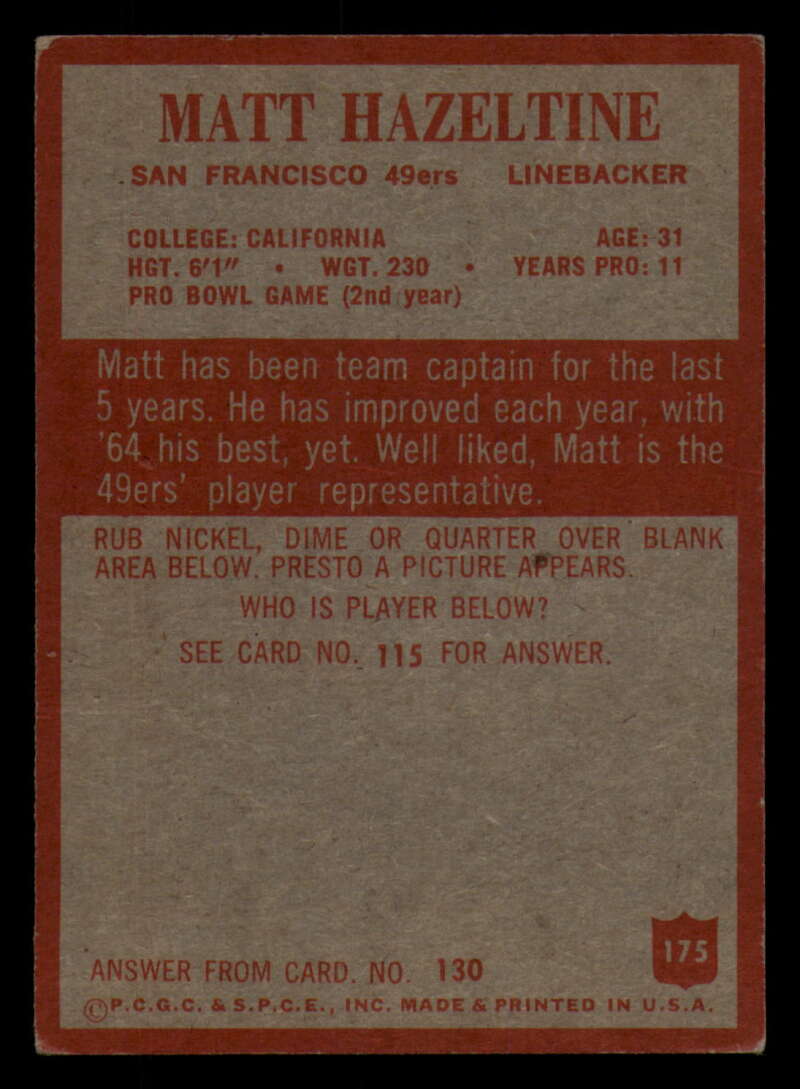 MATT HAZELTINE
SAN FRANCISCO 49ers LINEBACKER
COLLEGE: CALIFORNIA AGE: 31
HGT. 6'1" • WGT. 230 • YEARS PRO: 11
PRO BOWL GAME (2nd year)
Matt has been team captain for the last
5 years. He has improved each year, with
'64 his best, yet. Well liked, Matt is the
49ers' player representative.
RUB NICKEL, DIME OR QUARTER OVER BLANK
AREA BELOW. PRESTO A PICTURE APPEARS.
WHO IS PLAYER BELOW?
SEE CARD NO. 115 FOR ANSWER.
175
ANSWER FROM CARD. NO. 130
©P.C.G.C. & S.P.C.E., INC. MADE & PRINTED IN U.S.A.